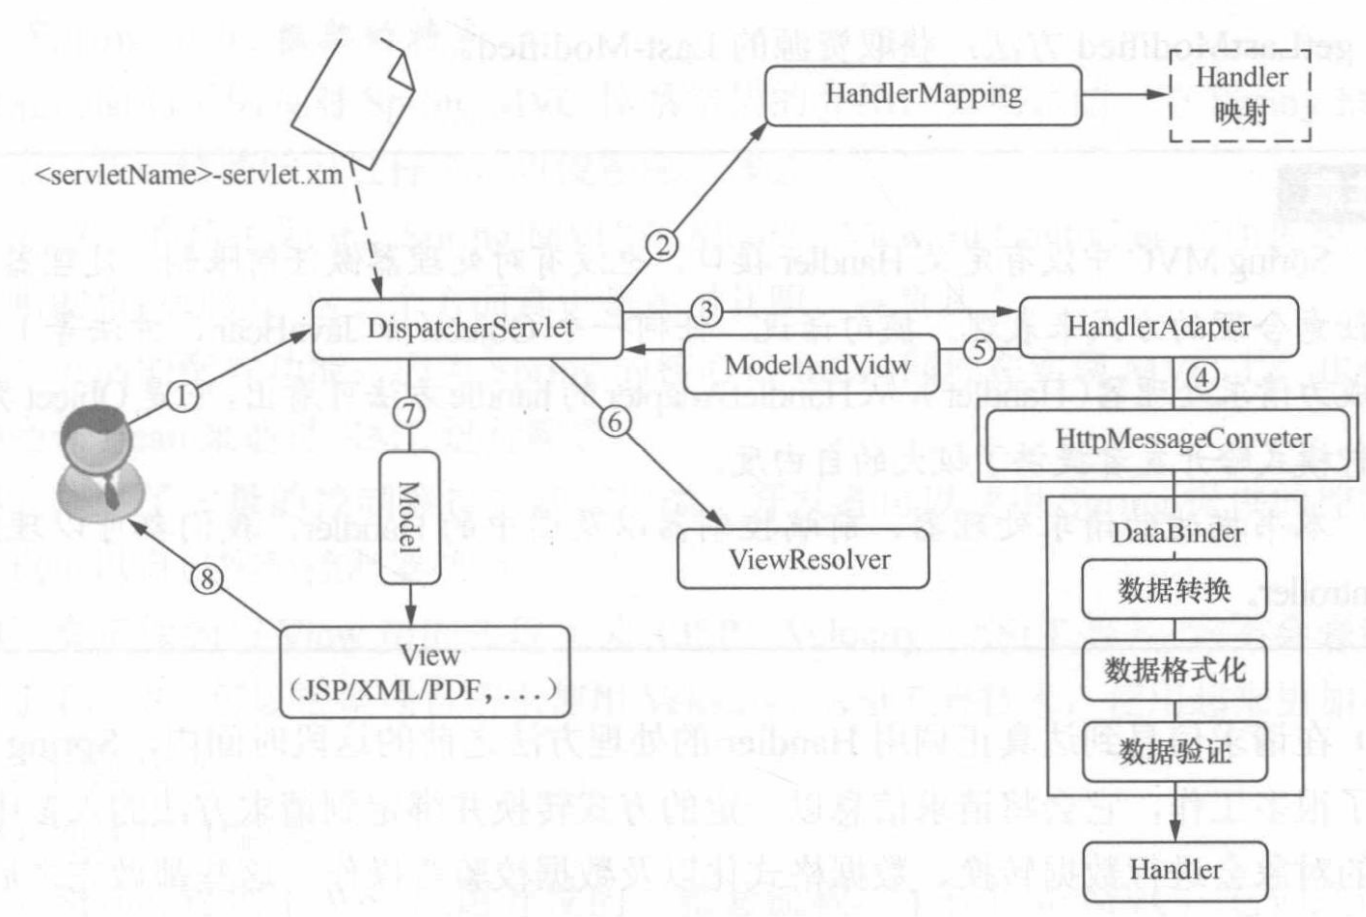 HandlerMapping
Handler
映射
<servletName>-servlet.xm
②
DispatcherServlet
③
HandlerAdapter
ModelAndVidw
⑤
④
①
⑦
⑥
HttpMessageConveter
Model
ViewResolver
DataBinder
数据转换
⑧
View
(JSP/XML/PDF，....)
数据格式化
数据验证
Handler